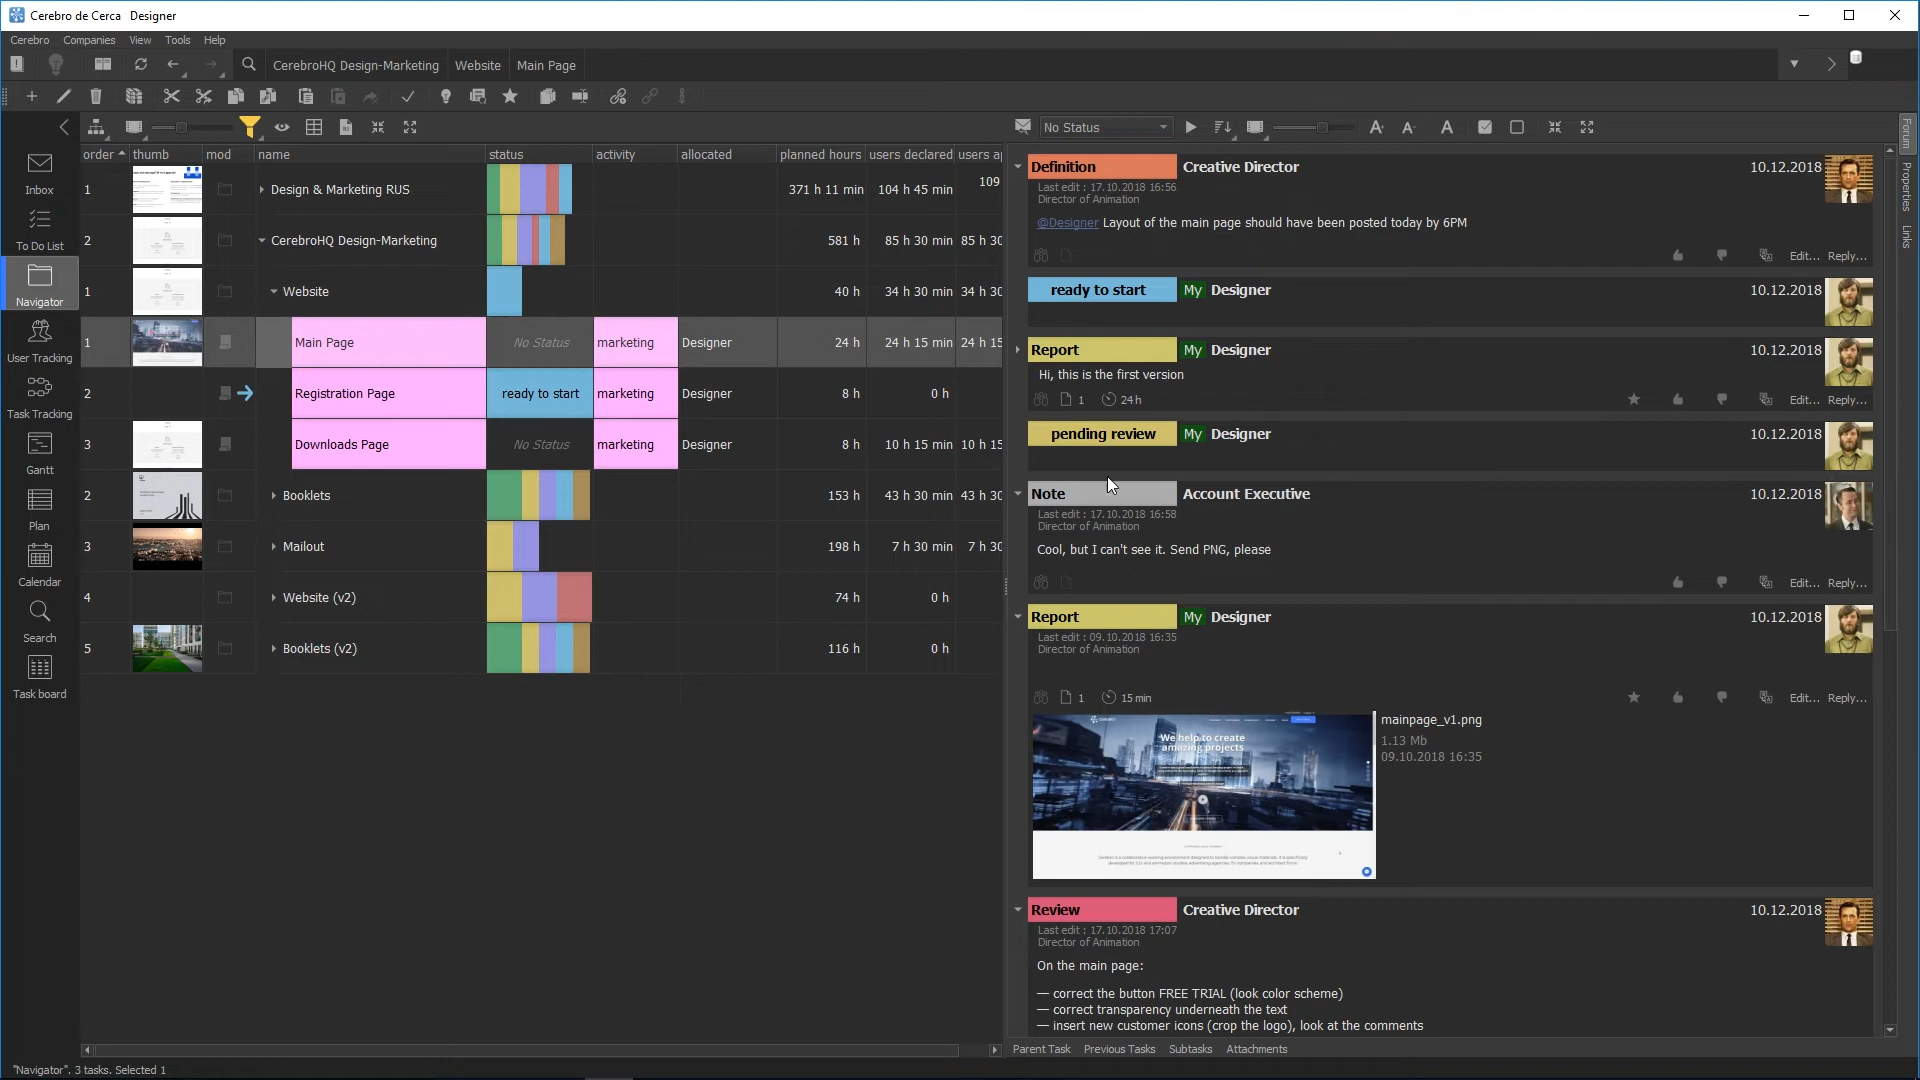 Cerebro de Cerca   Designer
Cerebro   Companies   View   Tools   Help
CerebroHQ Design-Marketing   Website   Main Page
No Status
order   thumb   mod   name   status   activity   allocated   planned hours   users declared   users a
Inbox
To Do List
Navigator
User Tracking
Task Tracking
Gantt
Plan
Calendar
Search
Task board
1   Design & Marketing RUS   371 h 11 min   104 h 45 min   109
2   CerebroHQ Design-Marketing   581 h   85 h 30 min   85 h 30
1   Website   40 h   34 h 30 min   34 h 30
1   Main Page   No Status   marketing   Designer   24 h   24 h 15 min   24 h 15
2   Registration Page   ready to start   marketing   Designer   8 h   0 h
3   Downloads Page   No Status   marketing   Designer   8 h   10 h 15 min   10 h 15
2   Booklets   153 h   43 h 30 min   43 h 30
3   Mailout   198 h   7 h 30 min   7 h 30
4   Website (v2)   74 h   0 h
5   Booklets (v2)   116 h   0 h
Definition   Creative Director   10.12.2018
Last edit : 17.10.2018 16:56
Director of Animation
@Designer Layout of the main page should have been posted today by 6PM
Edit...   Reply...
ready to start   My   Designer   10.12.2018
Report   My   Designer   10.12.2018
Hi, this is the first version
1   24 h   Edit...   Reply...
pending review   My   Designer   10.12.2018
Note   Account Executive   10.12.2018
Last edit : 17.10.2018 16:58
Director of Animation
Cool, but I can't see it. Send PNG, please
Edit...   Reply...
Report   My   Designer   10.12.2018
Last edit : 09.10.2018 16:35
Director of Animation
1   15 min   Edit...   Reply...
We help to create
amazing projects
mainpage_v1.png
1.13 Mb
09.10.2018 16:35
Review   Creative Director   10.12.2018
Last edit : 17.10.2018 17:07
Director of Animation
On the main page:
— correct the button FREE TRIAL (look color scheme)
— correct transparency underneath the text
— insert new customer icons (crop the logo), look at the comments
Parent Task   Previous Tasks   Subtasks   Attachments
Forum
Properties
Links
"Navigator". 3 tasks. Selected 1